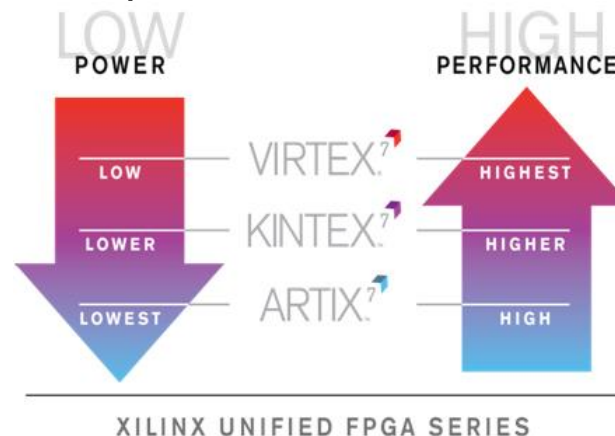 LOW HIGH
POWER PERFORMANCE
LOW VIRTEX.7 HIGHEST
LOWER KINTEX.7 HIGHER
LOWEST ARTIX.7 HIGH
XILINX UNIFIED FPGA SERIES